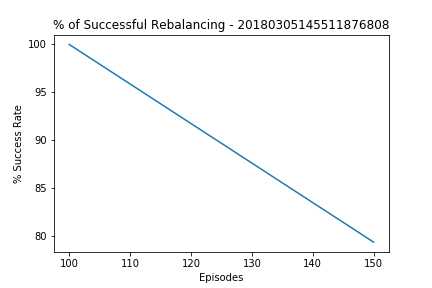 % of Successful Rebalancing - 20180305145511876808
100
95
90
85
80
% Success Rate
100 110 120 130 140 150
Episodes